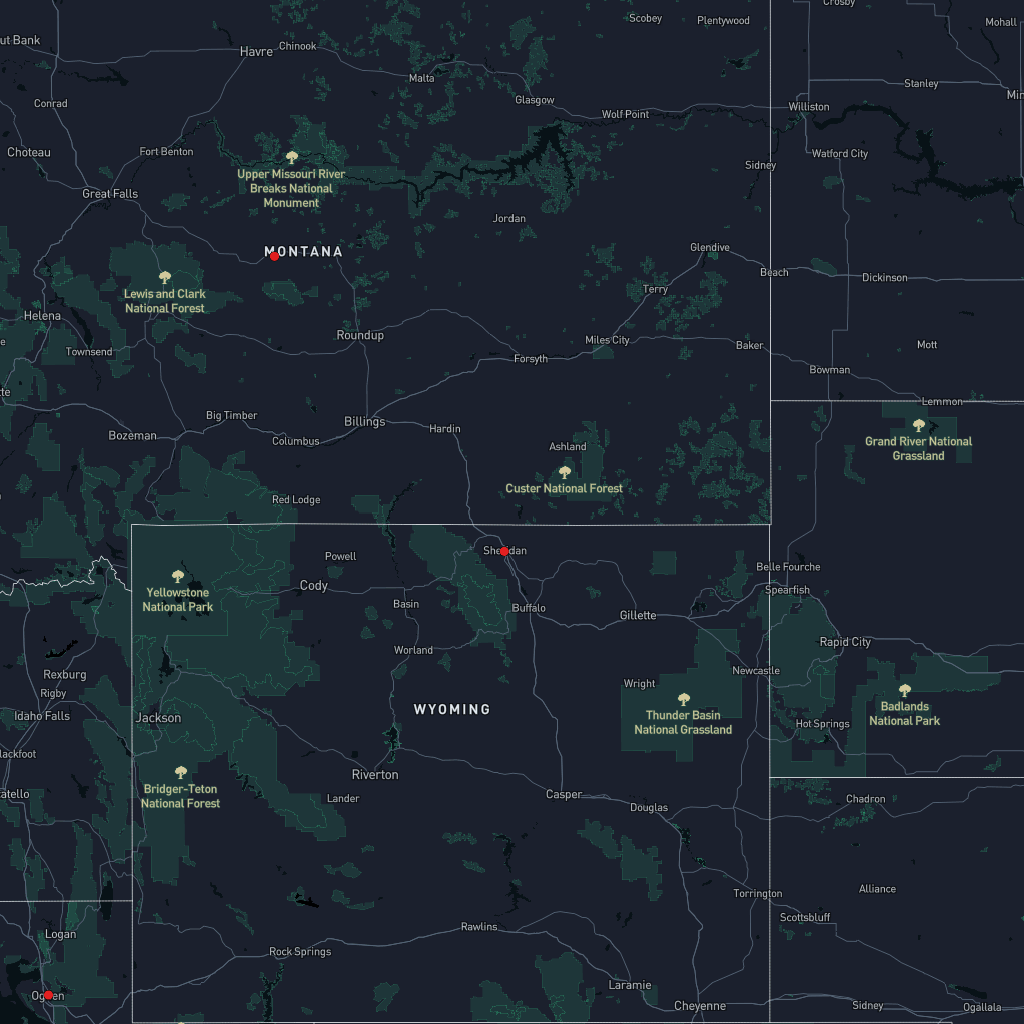 Crosby
Scobey
Plentywood
Mohall
Havre
Chinook
Malta
Stanley
Conrad
Glasgow
Wolf Point
Williston
Choteau
Fort Benton
Watford City
Sidney
Upper Missouri River
Breaks National
Monument
Great Falls
Jordan
MONTANA
Glendive
Beach
Dickinson
Lewis and Clark
National Forest
Terry
Helena
Roundup
Miles City
Baker
Mott
Townsend
Forsyth
Bowman
Lemmon
Big Timber
Billings
Hardin
Bozeman
Columbus
Ashland
Grand River National
Grassland
Custer National Forest
Red Lodge
Sheridan
Powell
Belle Fourche
Yellowstone
National Park
Cody
Spearfish
Basin
Buffalo
Gillette
Worland
Rapid City
Rexburg
Newcastle
Rigby
Wright
Idaho Falls
Jackson
WYOMING
Thunder Basin
National Grassland
Hot Springs
Badlands
National Park
lackfoot
Riverton
Bridger-Teton
National Forest
atello
Lander
Casper
Douglas
Chadron
Torrington
Alliance
Scottsbluff
Logan
Rawlins
Rock Springs
Laramie
Ogden
Cheyenne
Sidney
Ogallala